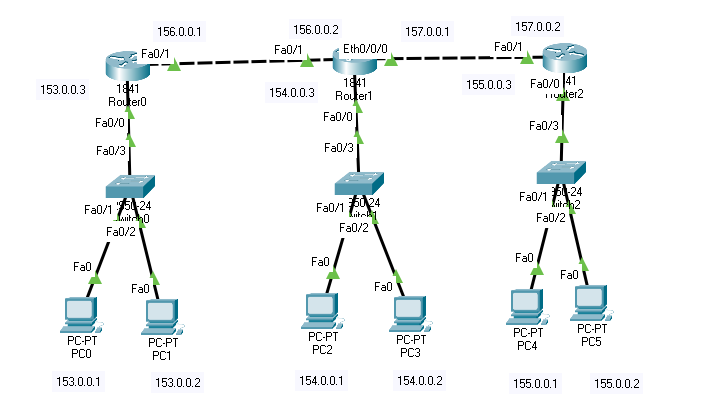 156.0.0.1
156.0.0.2
157.0.0.1
157.0.0.2
Fa0/1
Fa0/1
Eth0/0/0
Fa0/1
153.0.0.3
1841
Router0
154.0.0.3
1841
Router1
155.0.0.3
Fa0/0
41
Router2
Fa0/0
Fa0/0
Fa0/3
Fa0/3
Fa0/3
Fa0/1
Fa0/2
Fa0/1
Fa0/2
Fa0/1
Fa0/2
Fa0
Fa0
Fa0
Fa0
Fa0
Fa0
PC-PT
PC0
PC-PT
PC1
PC-PT
PC2
PC-PT
PC3
PC-PT
PC4
PC-PT
PC5
153.0.0.1
153.0.0.2
154.0.0.1
154.0.0.2
155.0.0.1
155.0.0.2